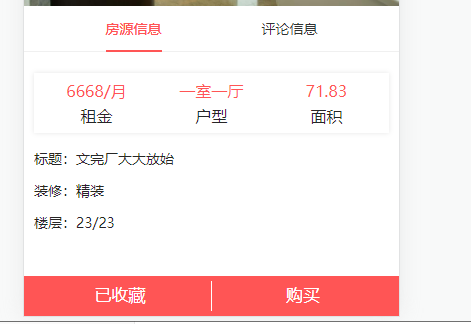 房源信息 评论信息
6668/月 一室一厅 71.83
租金 户型 面积
标题：文完厂大大放始
装修：精装
楼层：23/23
已收藏 购买